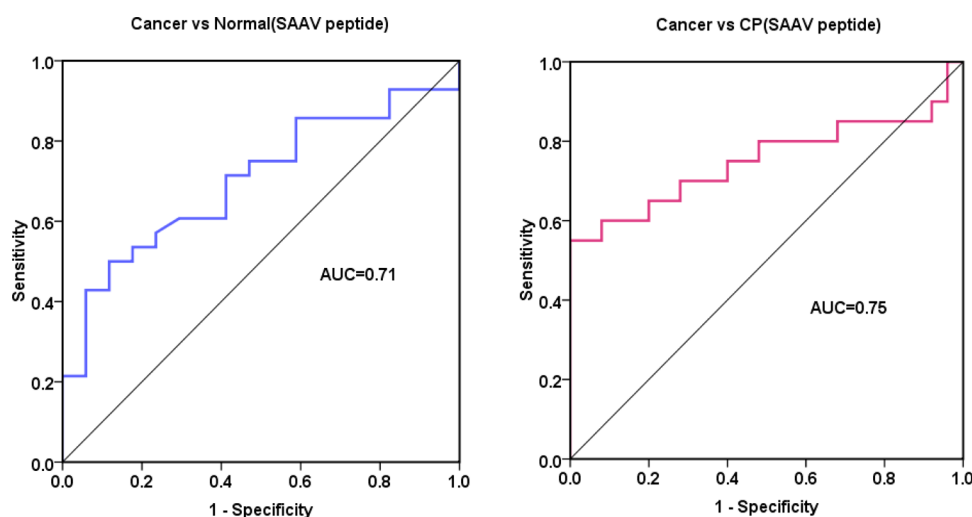 Cancer vs Normal(SAAV peptide)
1.0
0.8
0.6
0.4
0.2
0.0
Sensitivity
AUC=0.71
0.0 0.2 0.4 0.6 0.8 1.0
1 - Specificity
Cancer vs CP(SAAV peptide)
1.0
0.8
0.6
0.4
0.2
0.0
Sensitivity
AUC=0.75
0.0 0.2 0.4 0.6 0.8 1.0
1 - Specificity